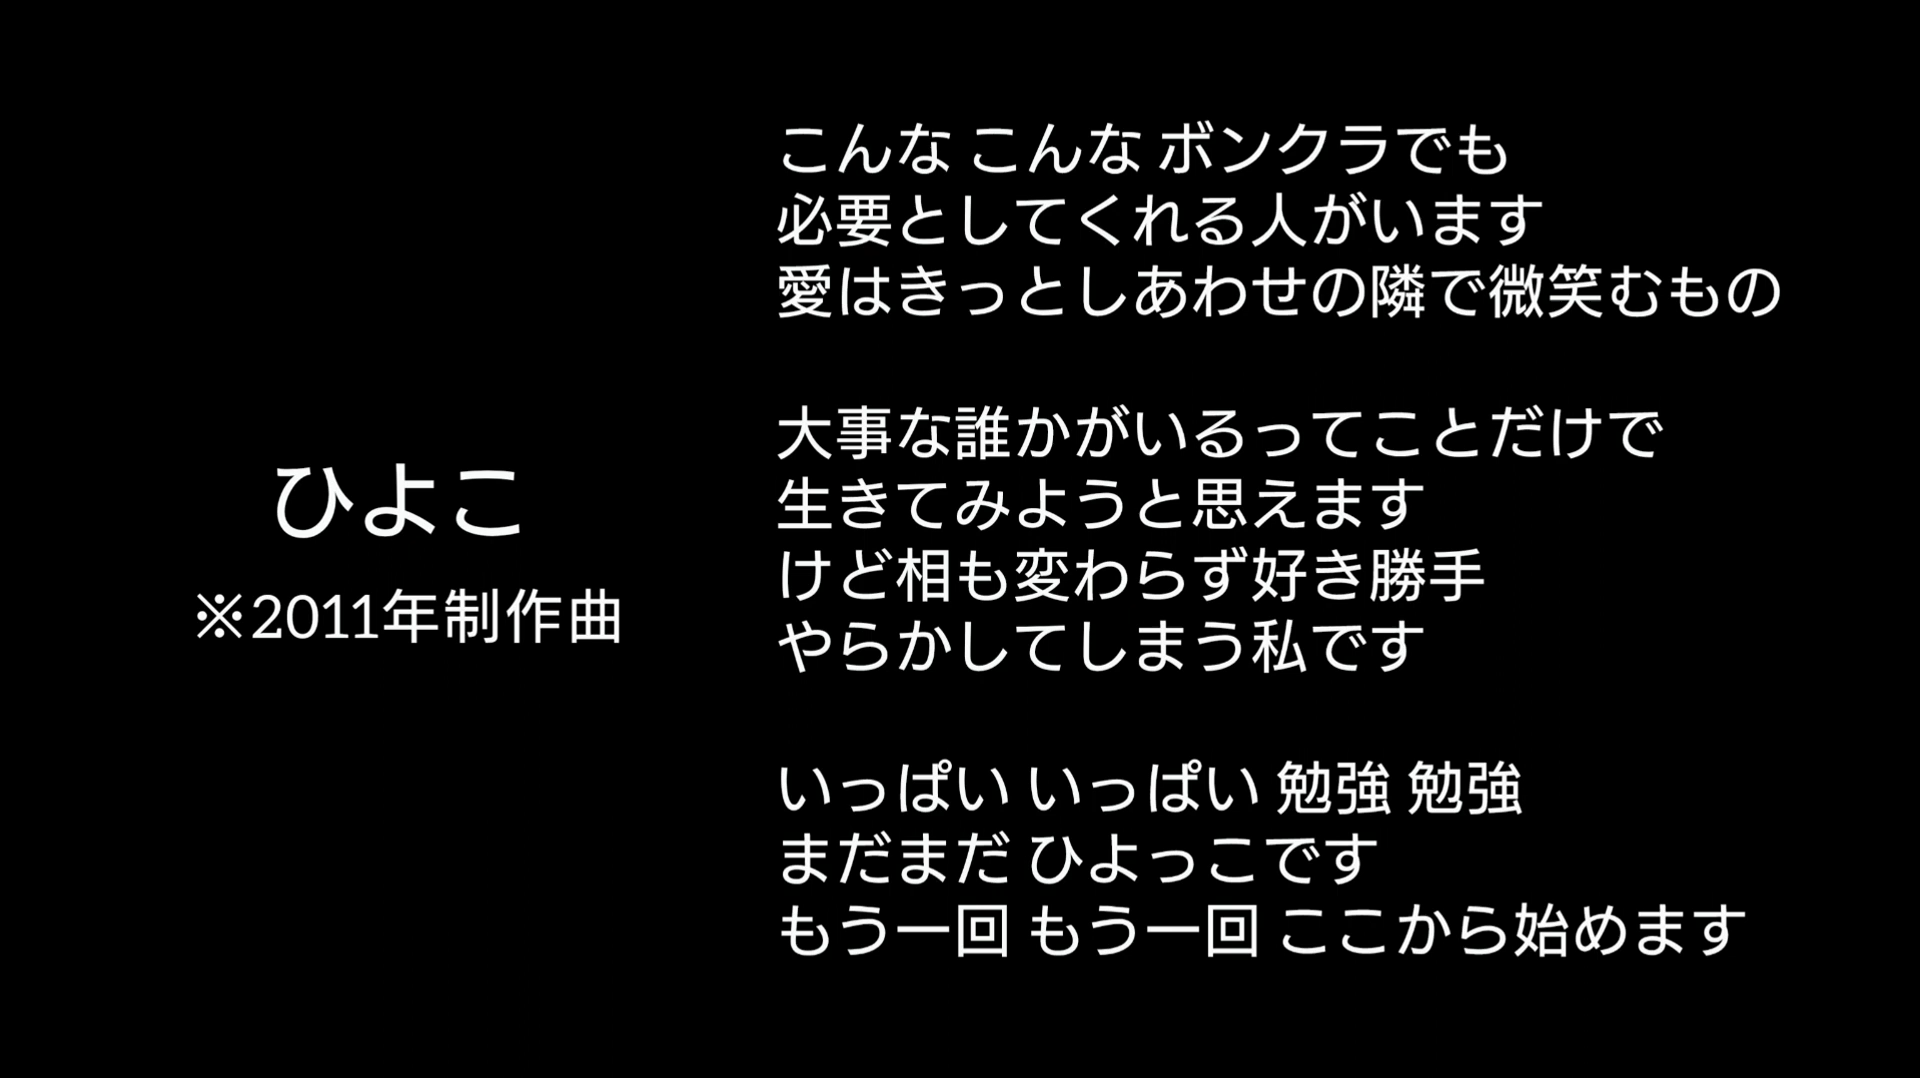 ひよこ
※2011年制作曲
こんな こんな ボンクラでも
必要としてくれる人がいます
愛はきっとしあわせの隣で微笑むもの
大事な誰かがいるってことだけで
生きてみようと思えます
けど相も変わらず好き勝手
やらかしてしまう私です
いっぱい いっぱい 勉強 勉強
まだまだ ひよっこです
もう一回 もう一回 ここから始めます